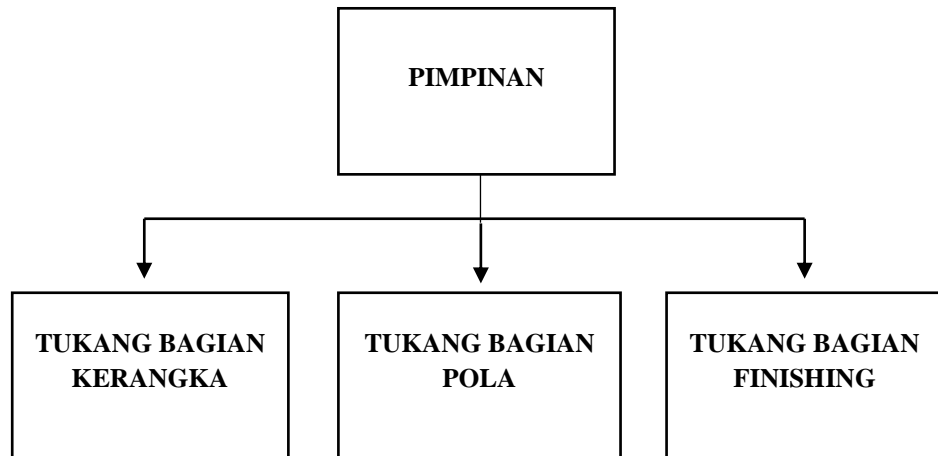 PIMPINAN
TUKANG BAGIAN
KERANGKA
TUKANG BAGIAN
POLA
TUKANG BAGIAN
FINISHING